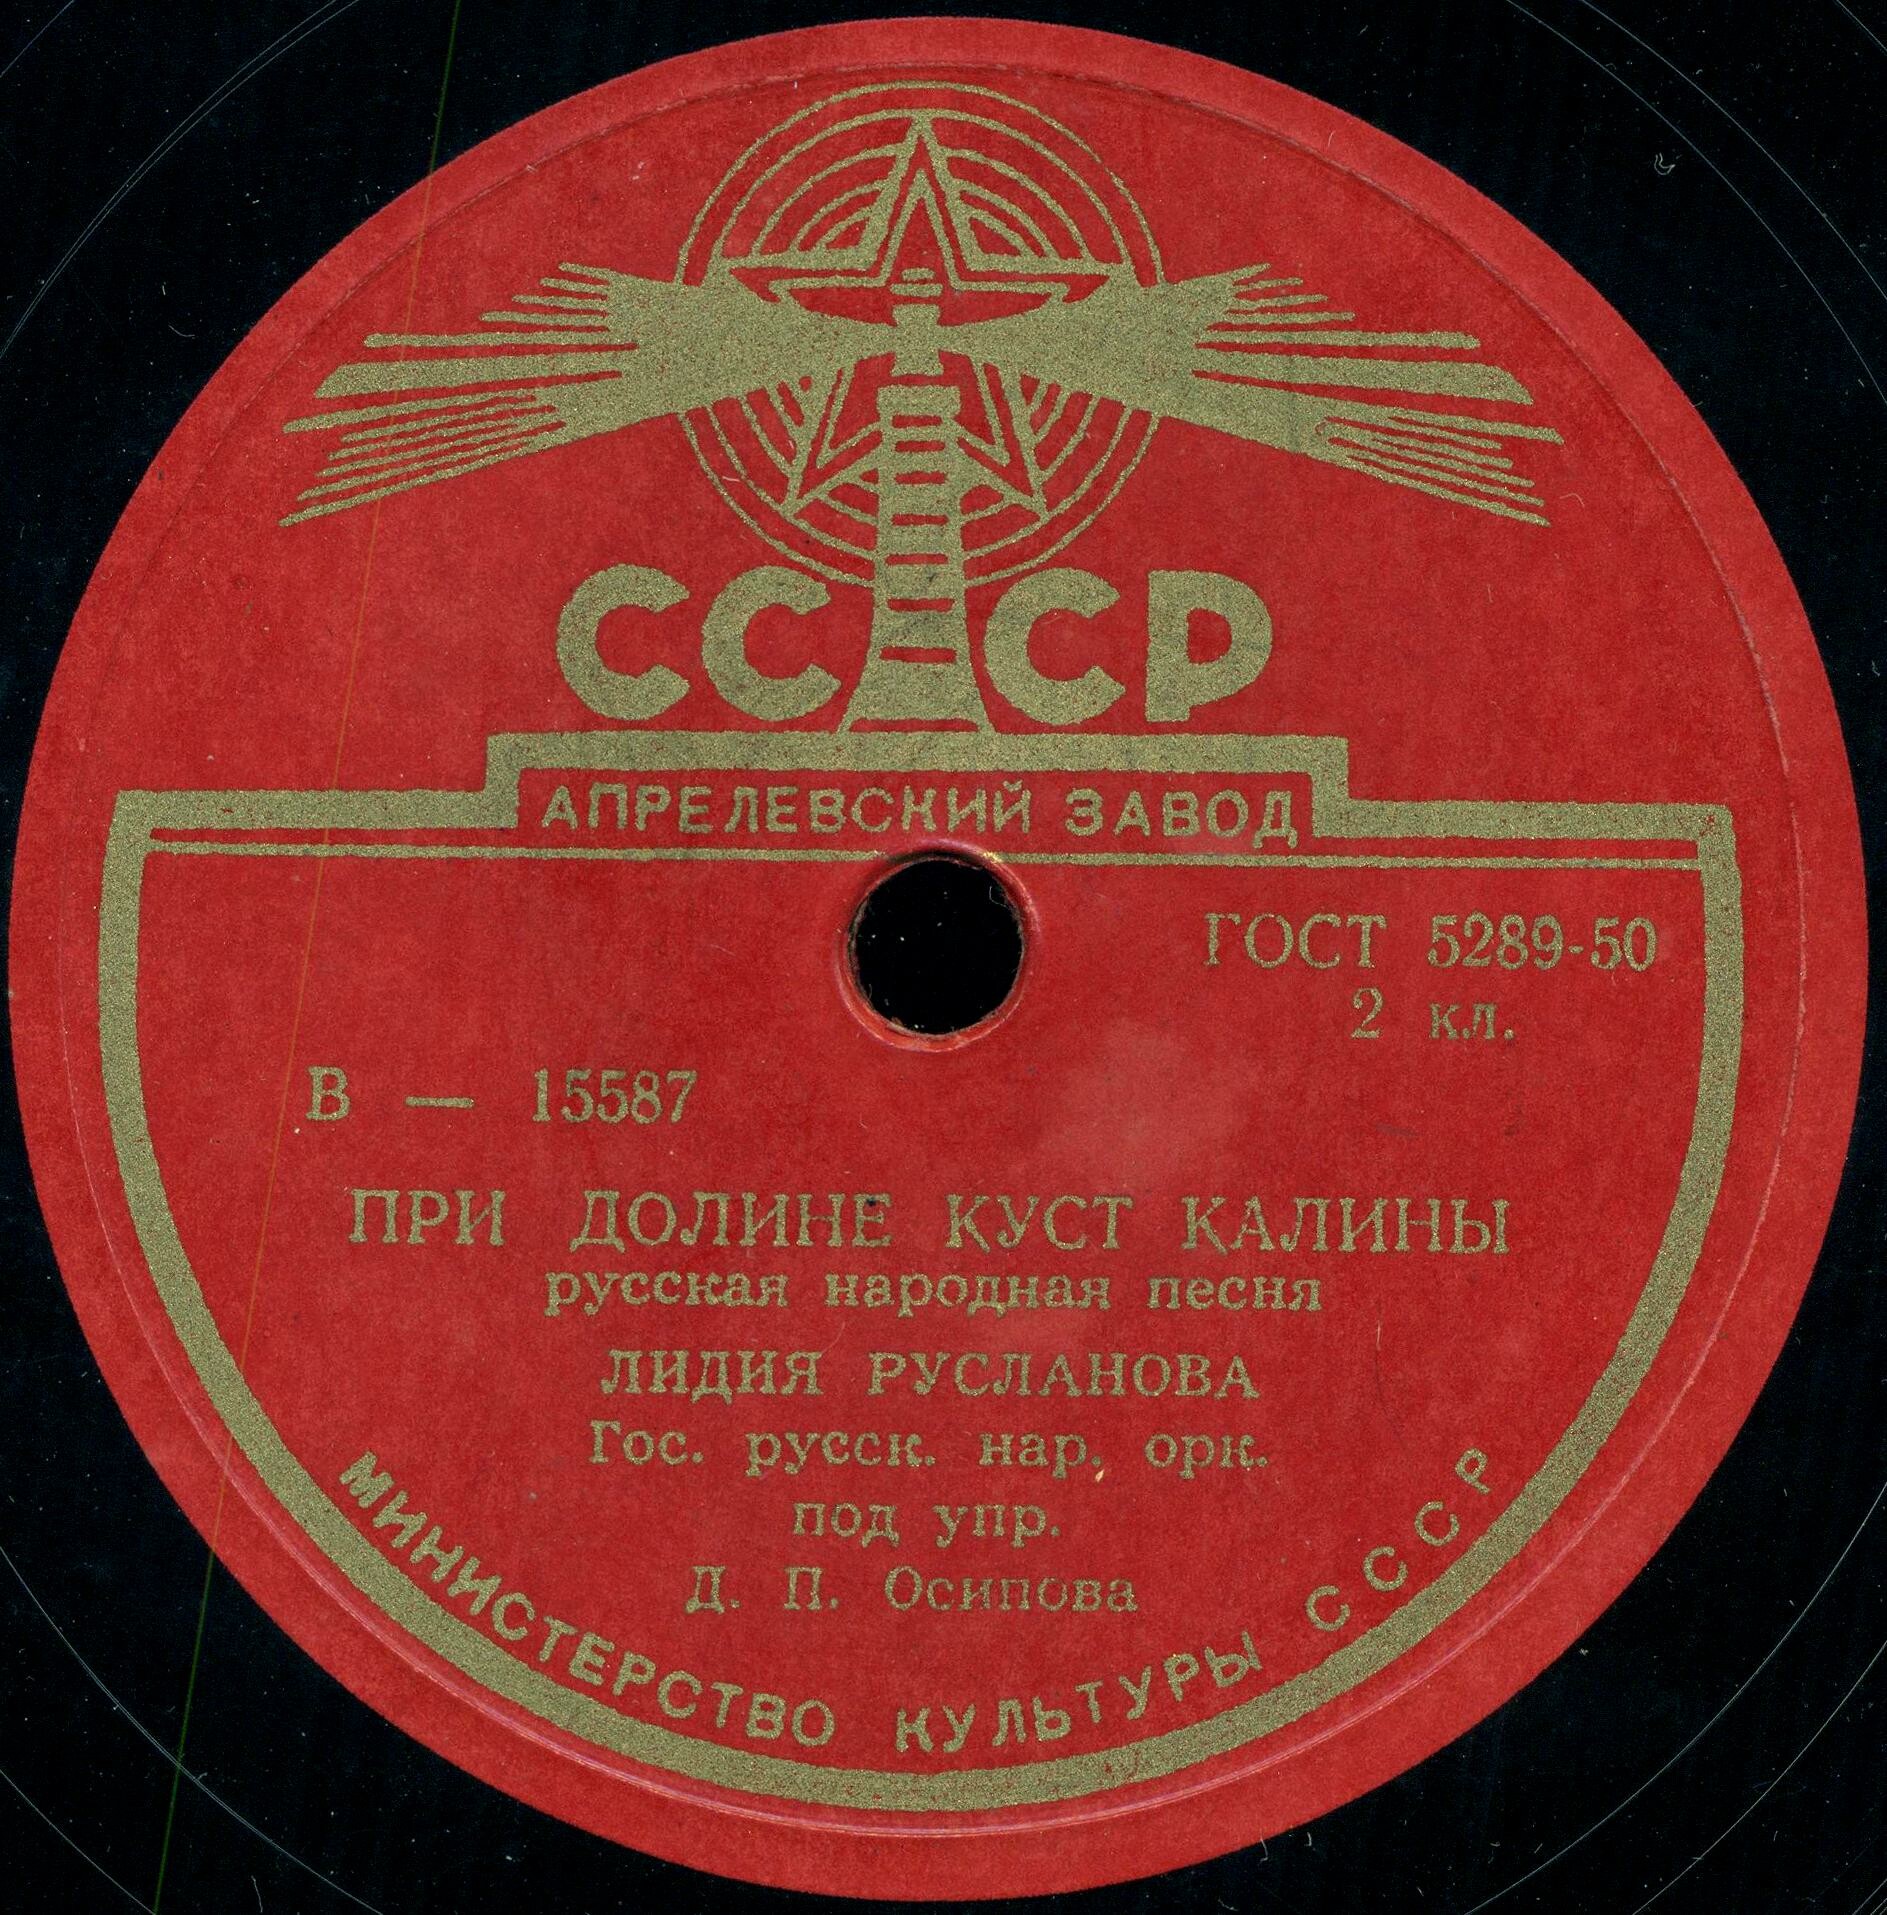 СССР
АПРЕЛЕВСКИЙ ЗАВОД
ГОСТ 5289-50
2 кл.
В — 15587
ПРИ ДОЛИНЕ КУСТ КАЛИНЫ
русская народная песня
ЛИДИЯ РУСЛАНОВА
Гос. русск. нар. орк.
под упр.
Д. П. Осипова
МИНИСТЕРСТВО КУЛЬТУРЫ СССР